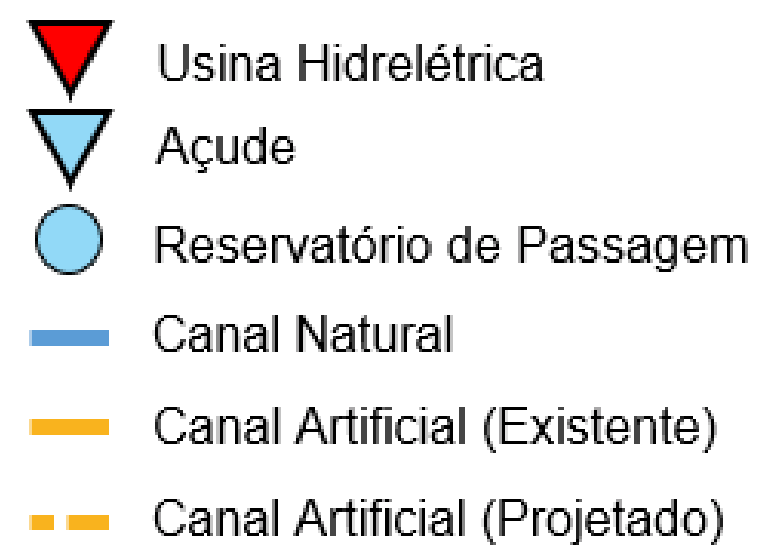 Usina Hidrelétrica
Açude
Reservatório de Passagem
Canal Natural
Canal Artificial (Existente)
Canal Artificial (Projetado)